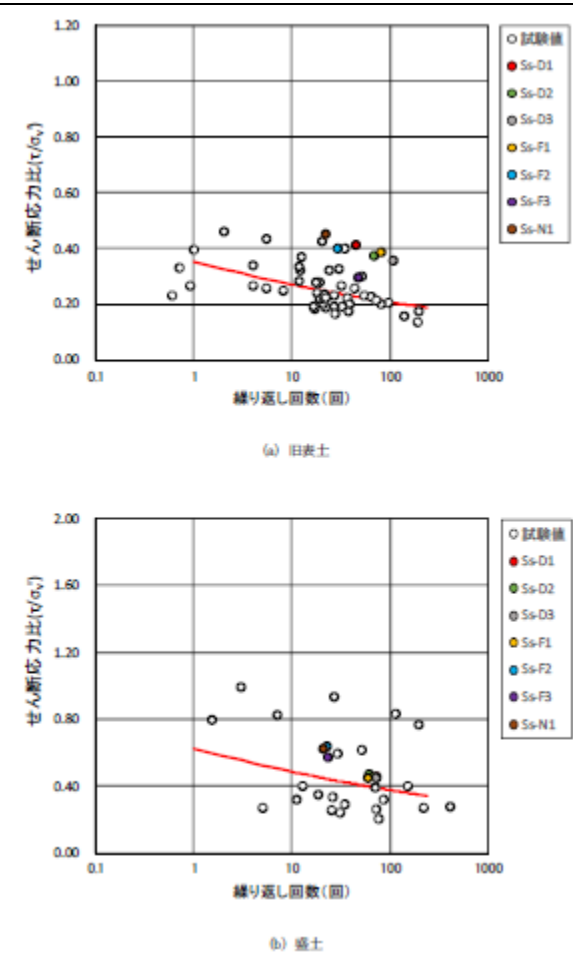 1.20
1.00
0.80
0.60
0.40
0.20
0.00
せん断応力比(τ/σᵥ')
0.1
1
10
100
1000
繰り返し回数(回)
試験値
Ss-D1
Ss-D2
Ss-D3
Ss-F1
Ss-F2
Ss-F3
Ss-N1
(a) 旧表土
2.00
1.60
1.20
0.80
0.40
0.00
せん断応力比(τ/σᵥ')
0.1
1
10
100
1000
繰り返し回数(回)
試験値
Ss-D1
Ss-D2
Ss-D3
Ss-F1
Ss-F2
Ss-F3
Ss-N1
(b) 盛土